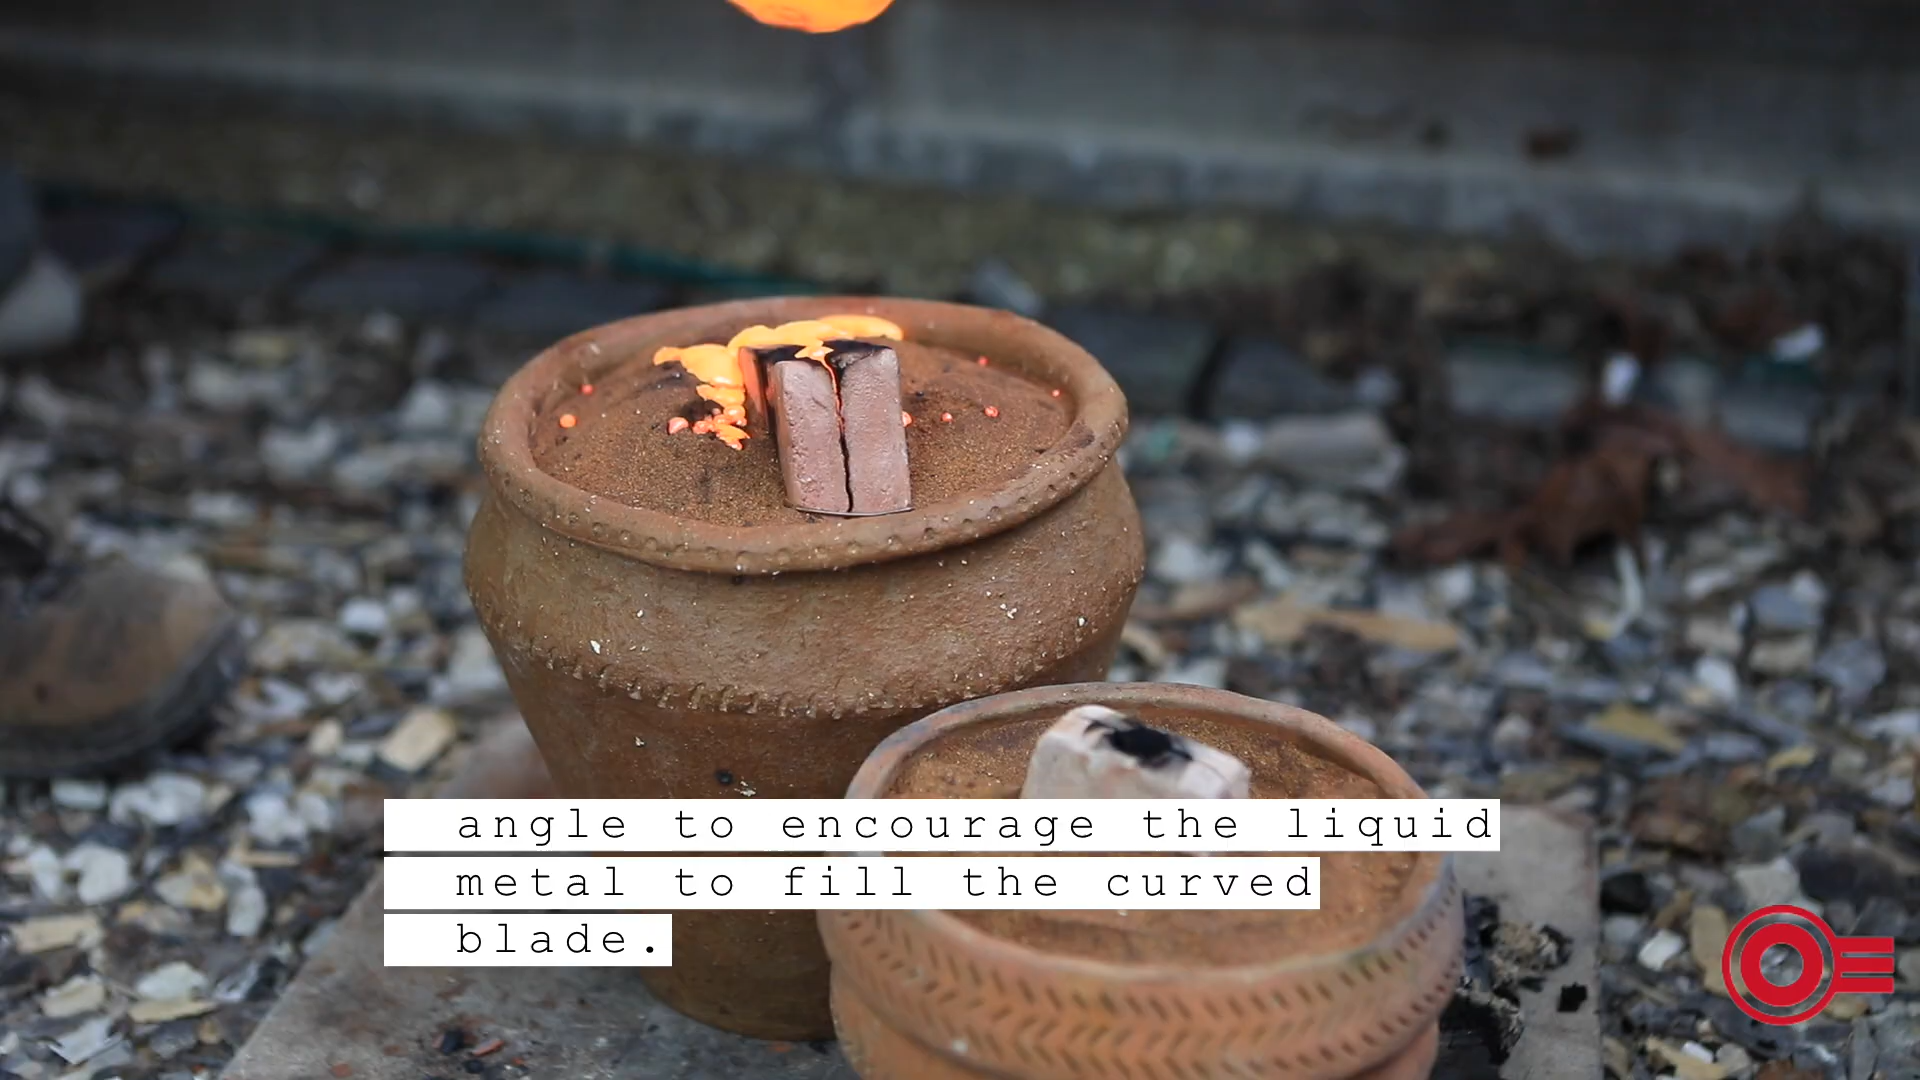 angle to encourage the liquid
metal to fill the curved
blade.